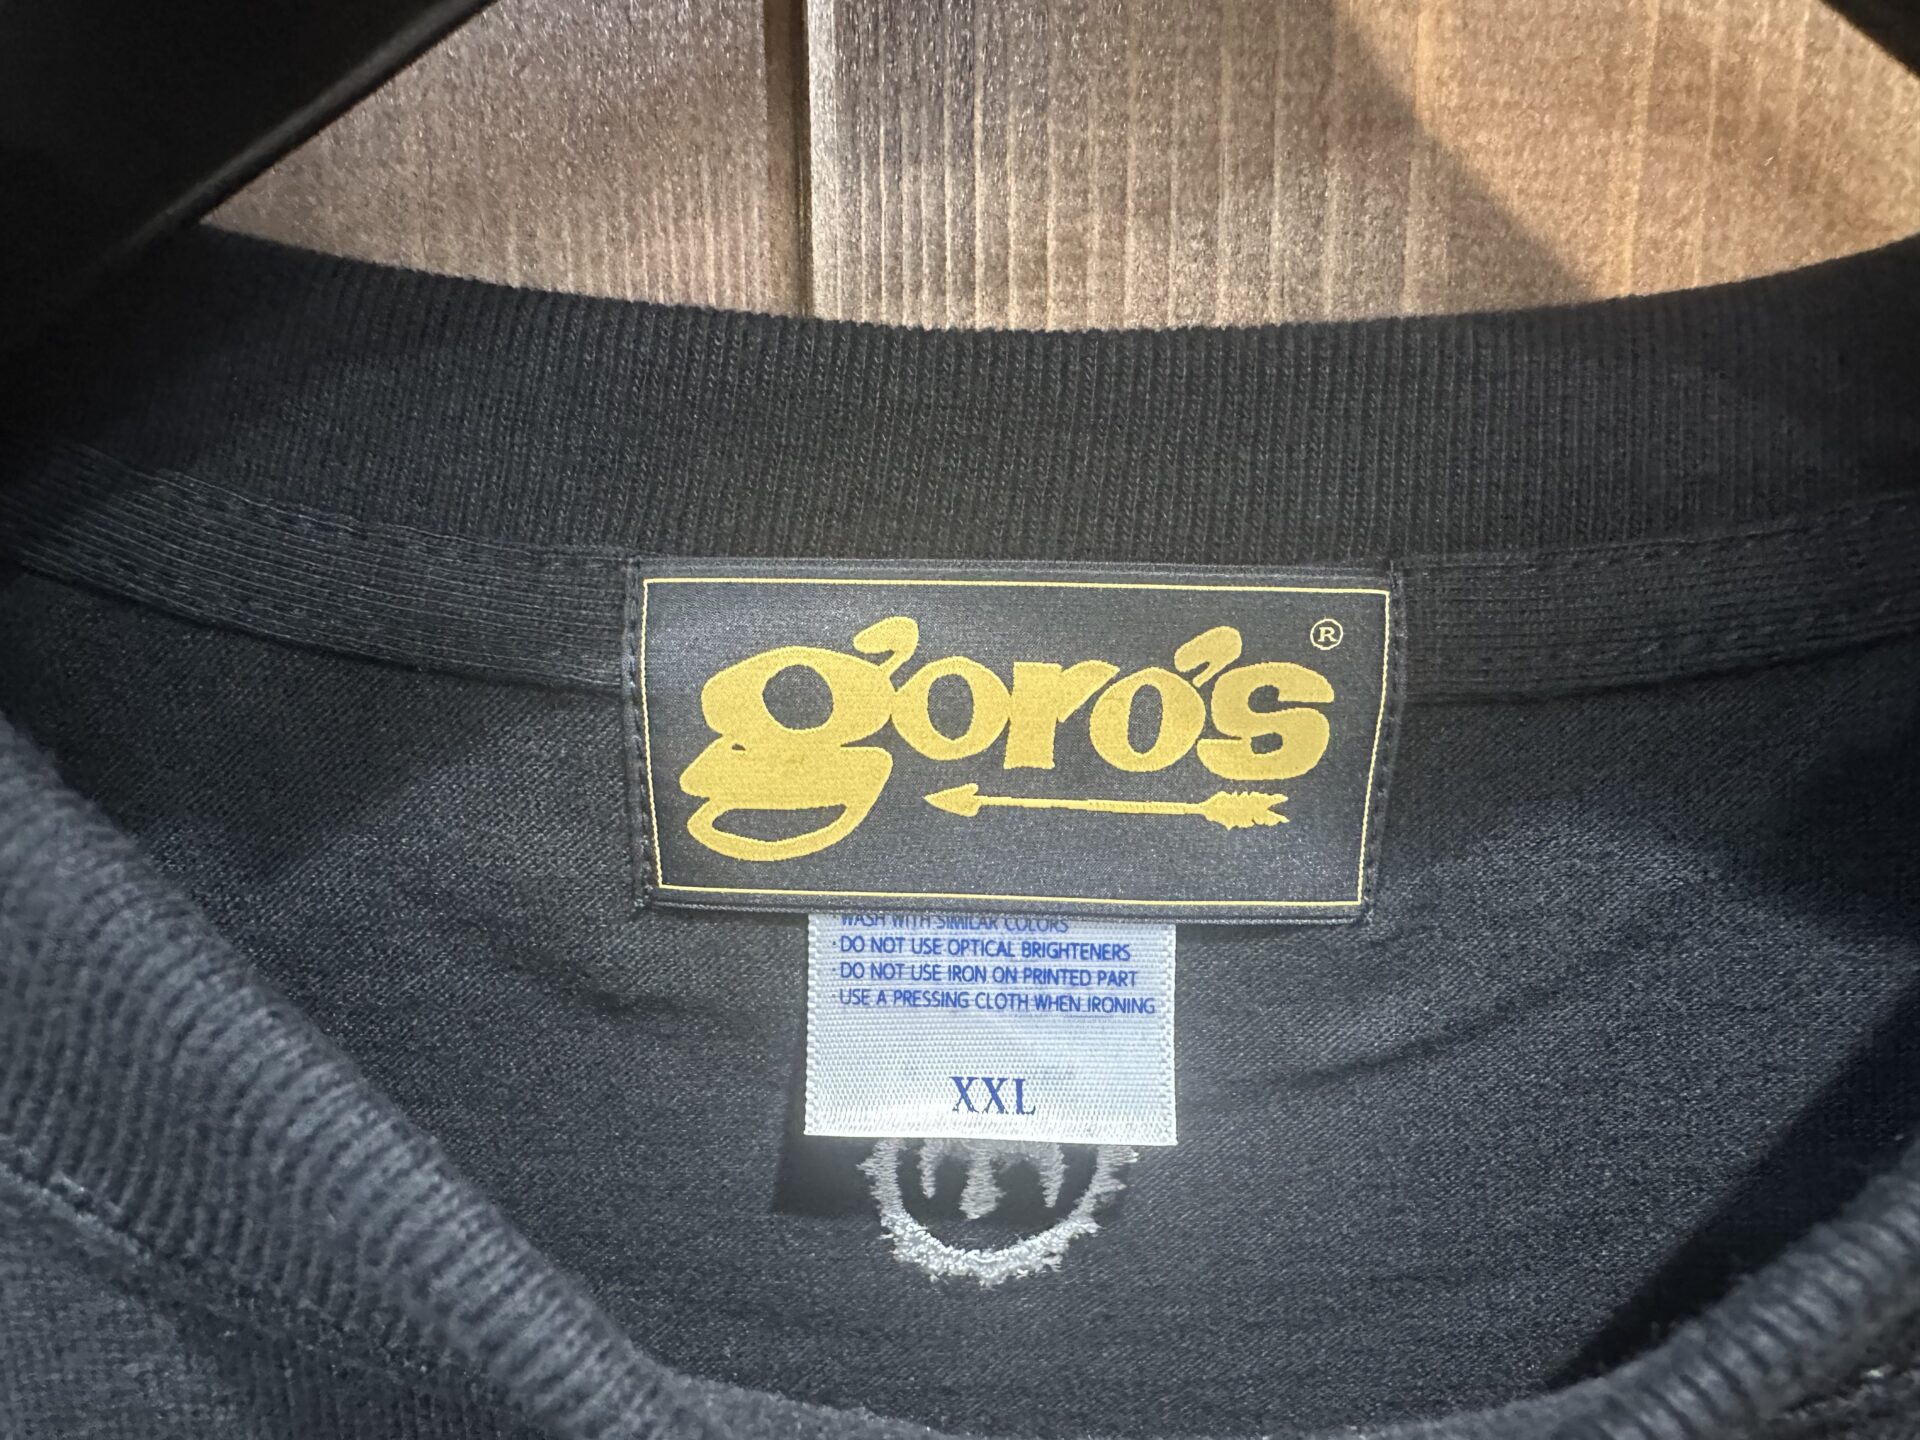 goro's ®
·WASH WITH SIMILAR COLORS
·DO NOT USE OPTICAL BRIGHTENERS
·DO NOT USE IRON ON PRINTED PART
·USE A PRESSING CLOTH WHEN IRONING
XXL